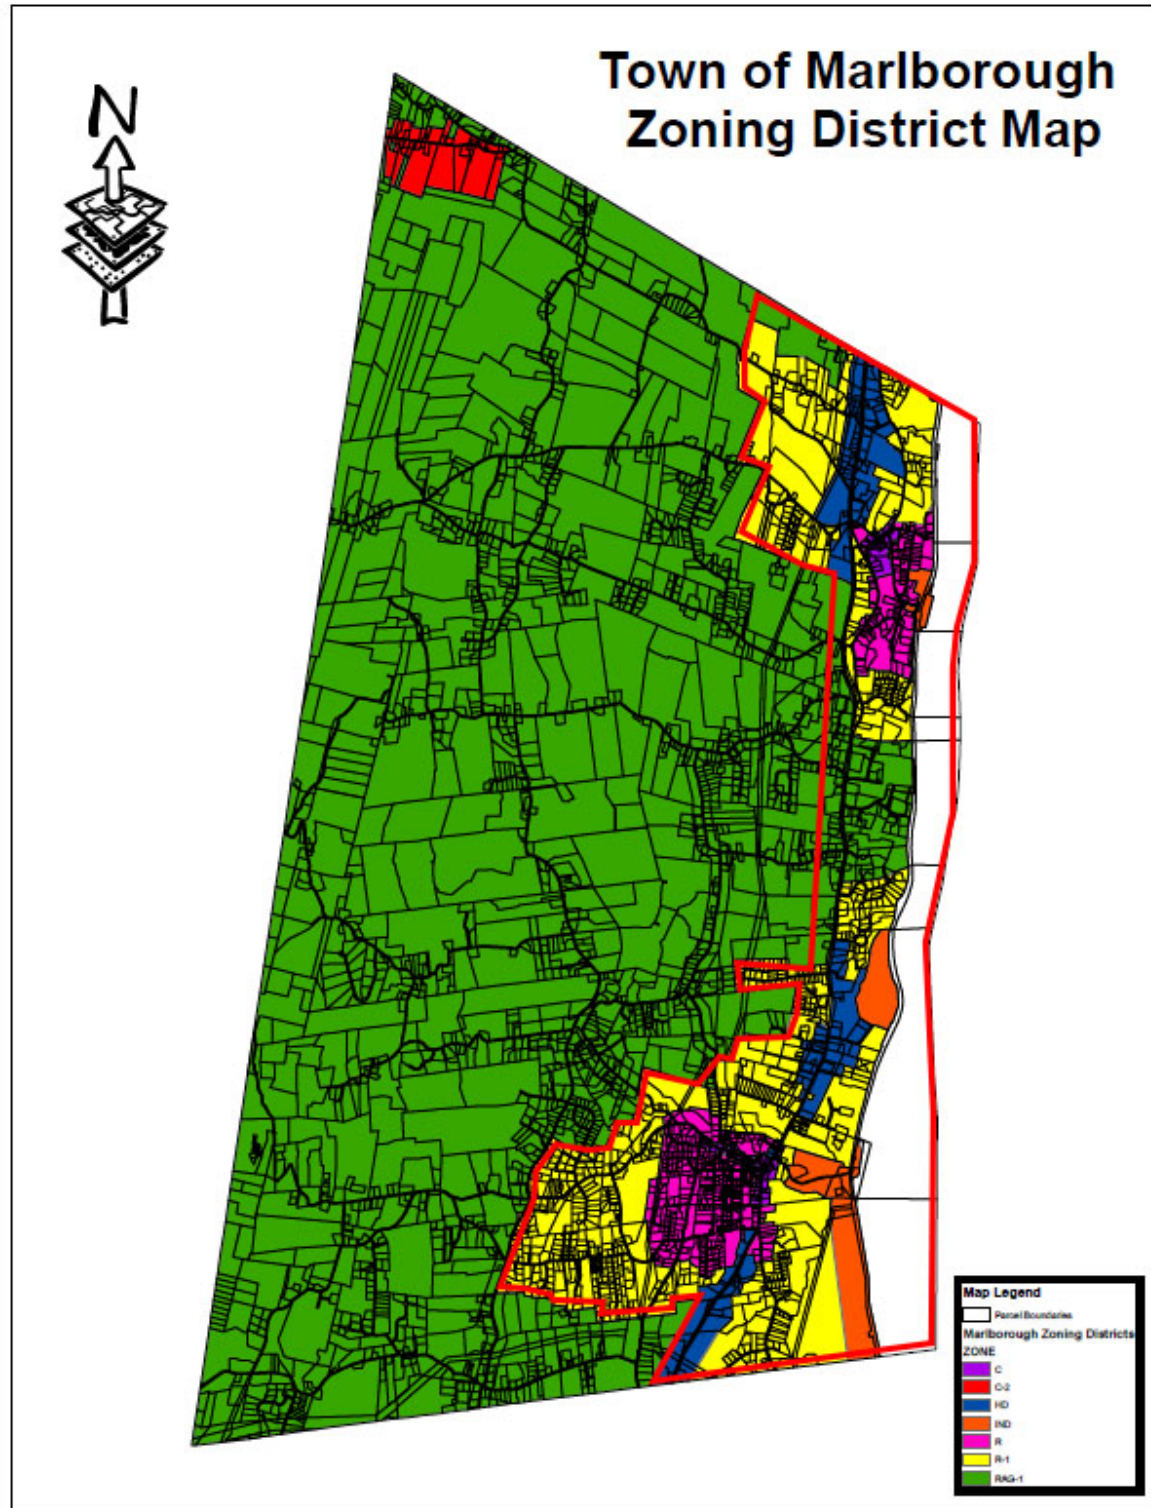 Town of Marlborough
Zoning District Map
N
Map Legend
Parcel Boundaries
Marlborough Zoning Districts
ZONE
C
C-2
HD
IND
R
R-1
RAG-1